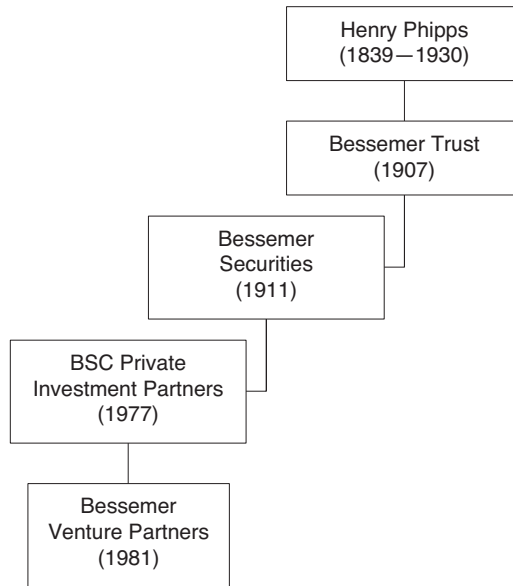 Henry Phipps
(1839—1930)
Bessemer Trust
(1907)
Bessemer
Securities
(1911)
BSC Private
Investment Partners
(1977)
Bessemer
Venture Partners
(1981)